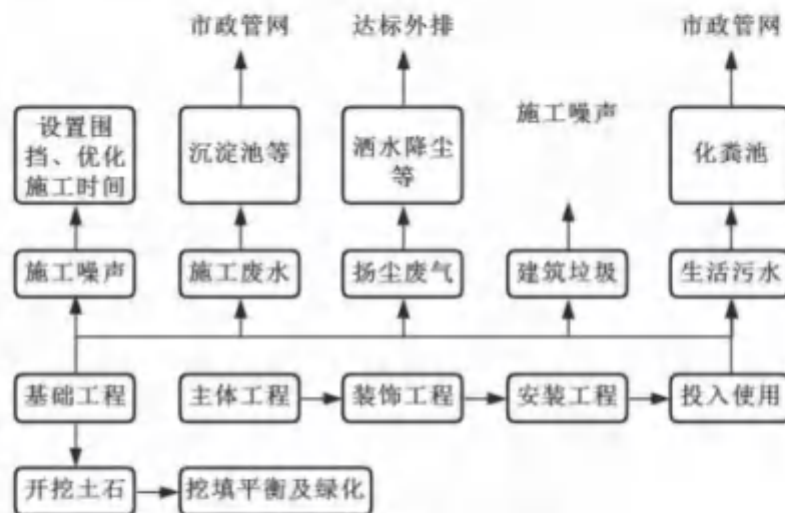 市政管网
达标外排
市政管网
设置围
挡、优化
施工时间
沉淀池等
洒水降尘
等
施工噪声
化粪池
施工噪声
施工废水
扬尘废气
建筑垃圾
生活污水
基础工程
主体工程
装饰工程
安装工程
投入使用
开挖土石
挖填平衡及绿化